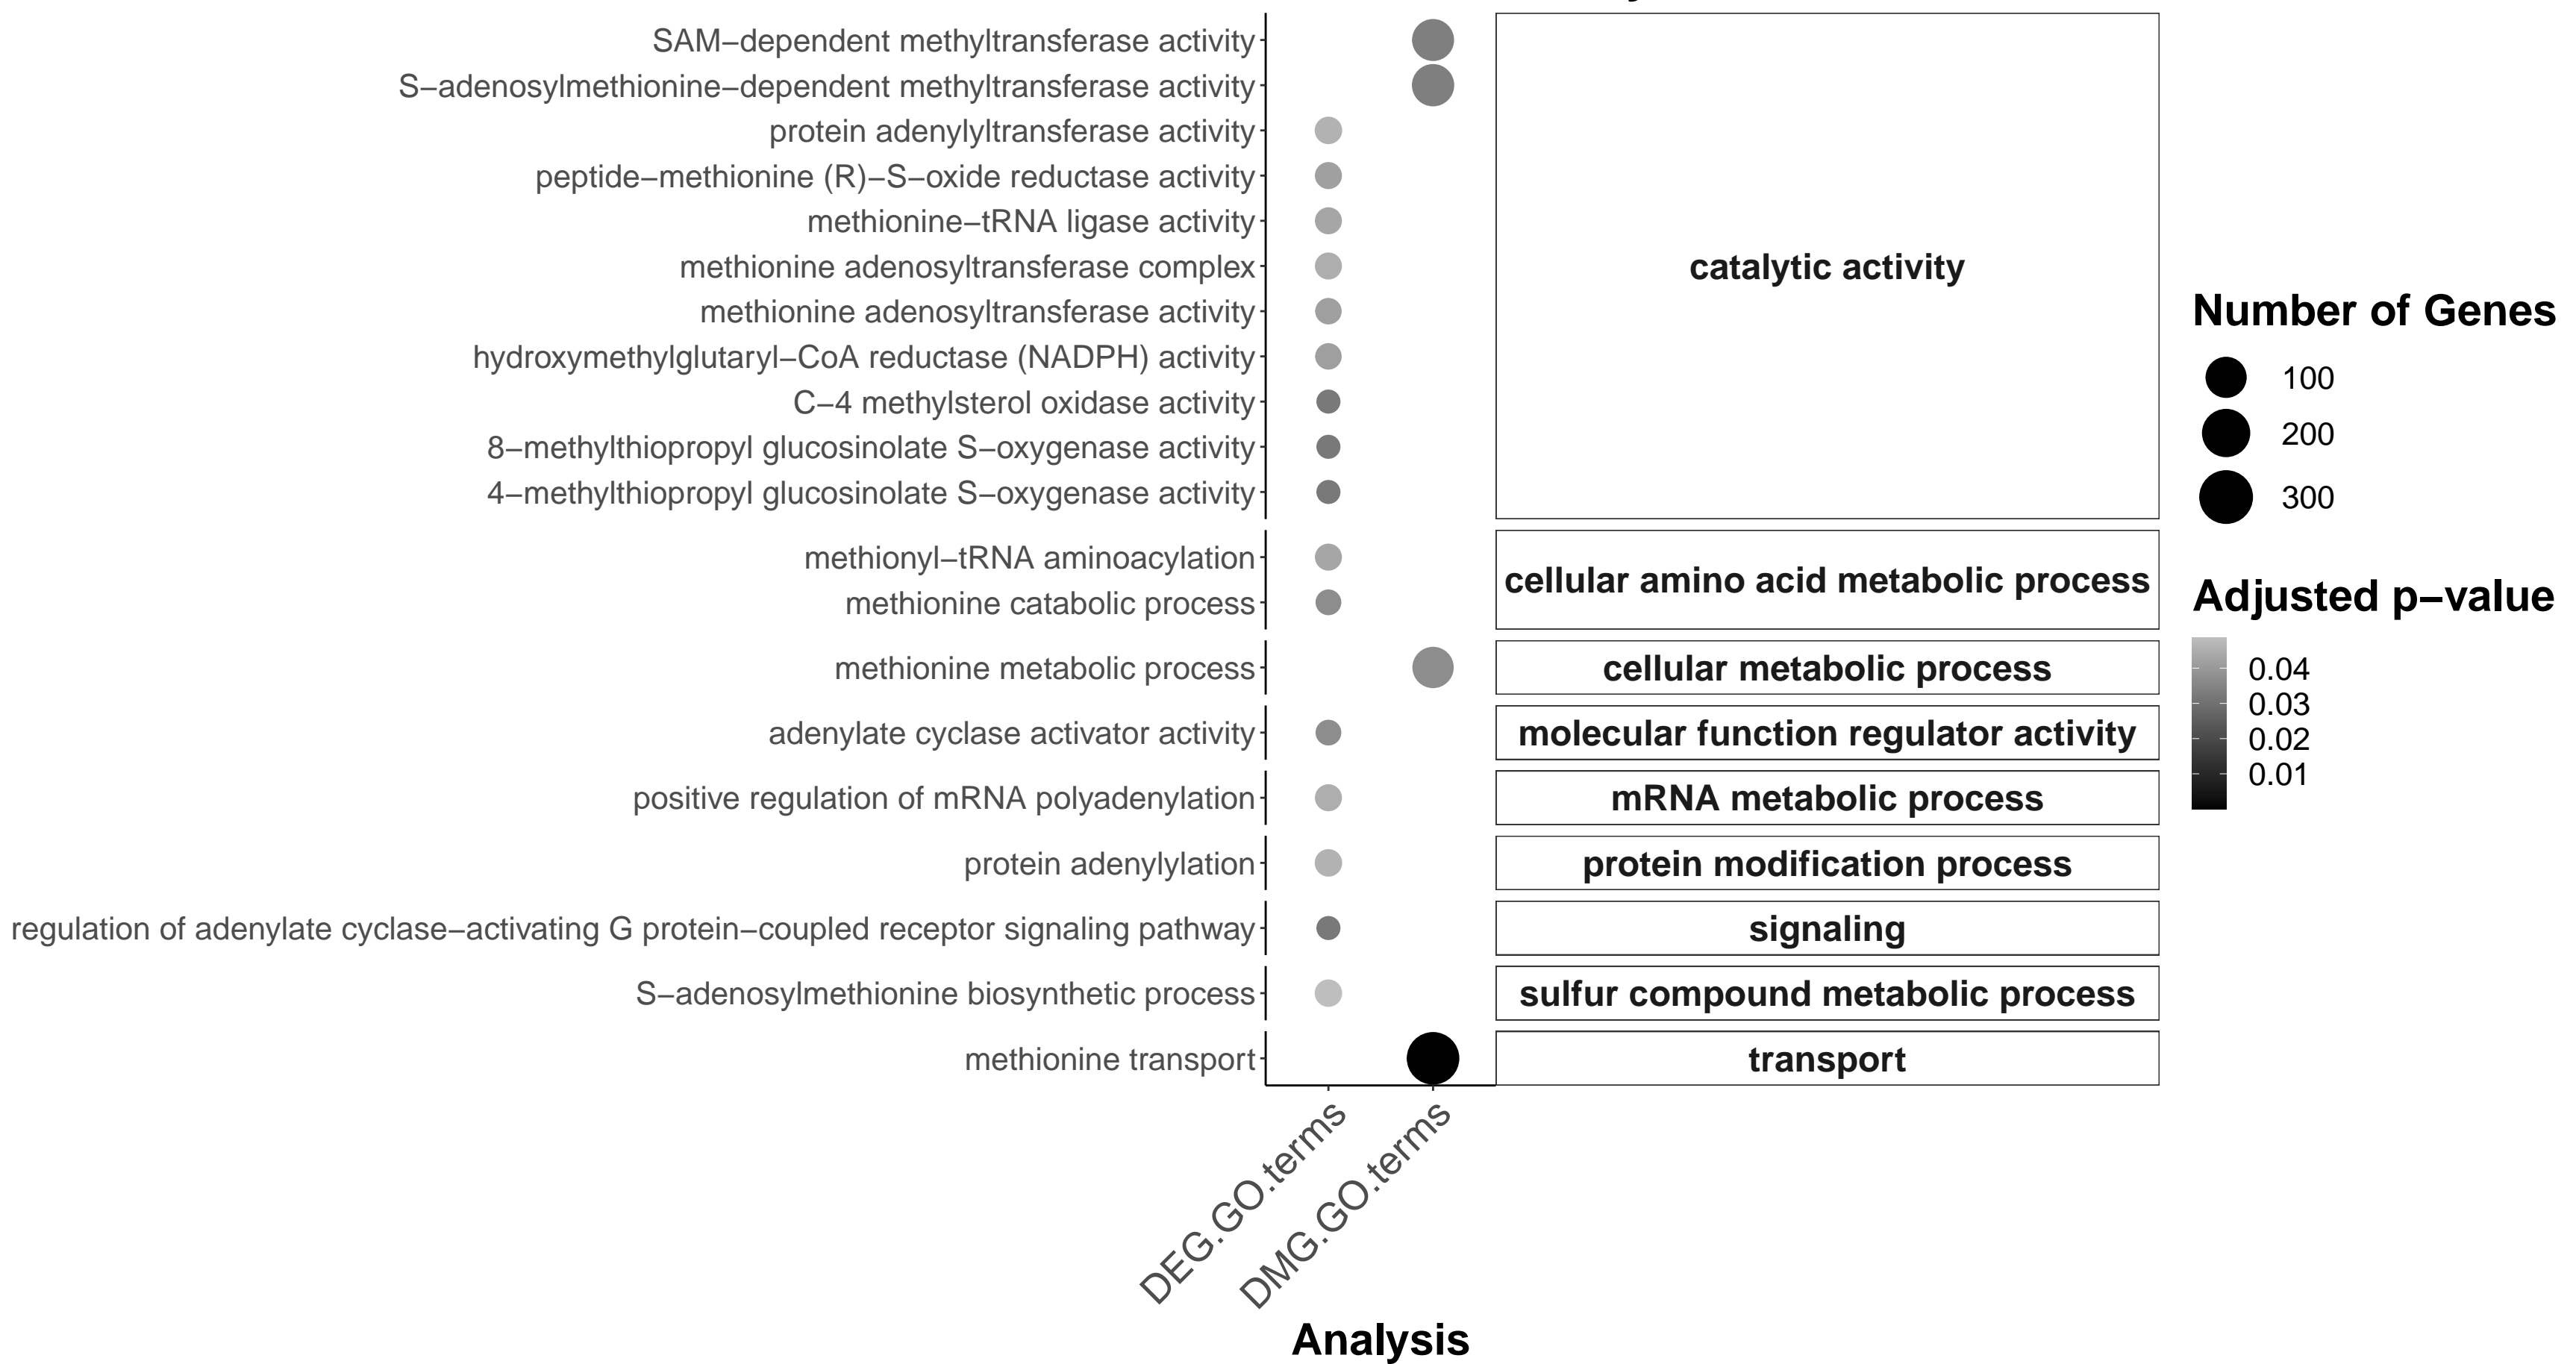 SAM−dependent methyltransferase activity
S−adenosylmethionine−dependent methyltransferase activity
protein adenylyltransferase activity
peptide−methionine (R)−S−oxide reductase activity
methionine−tRNA ligase activity
methionine adenosyltransferase complex
methionine adenosyltransferase activity
hydroxymethylglutaryl−CoA reductase (NADPH) activity
C−4 methylsterol oxidase activity
8−methylthiopropyl glucosinolate S−oxygenase activity
4−methylthiopropyl glucosinolate S−oxygenase activity
catalytic activity
methionyl−tRNA aminoacylation
methionine catabolic process
cellular amino acid metabolic process
methionine metabolic process
cellular metabolic process
adenylate cyclase activator activity
molecular function regulator activity
positive regulation of mRNA polyadenylation
mRNA metabolic process
protein adenylylation
protein modification process
regulation of adenylate cyclase−activating G protein−coupled receptor signaling pathway
signaling
S−adenosylmethionine biosynthetic process
sulfur compound metabolic process
methionine transport
transport
DEG.GO.terms
DMG.GO.terms
Analysis
Number of Genes
100
200
300
Adjusted p−value
0.04
0.03
0.02
0.01